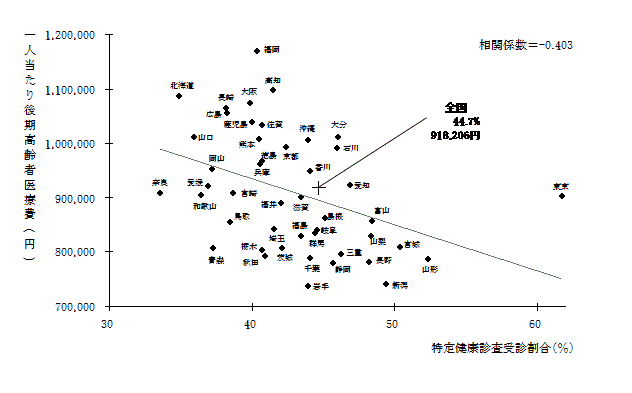 一人当たり後期高齢者医療費(円)
相関係数=-0.403
1,200,000
1,100,000
1,000,000
900,000
800,000
700,000
30
40
50
60
特定健康診査受診割合(%)
全国
44.7%
918,206円
福岡
高知
北海道
大阪
長崎
広島
鹿児島
佐賀
山口
熊本
沖縄
大分
京都
石川
岡山
徳島
兵庫
香川
奈良
愛媛
和歌山
宮崎
愛知
東京
福井
滋賀
鳥取
島根
富山
福島
岐阜
埼玉
群馬
山梨
宮城
青森
栃木
秋田
茨城
三重
千葉
静岡
長野
山形
岩手
新潟